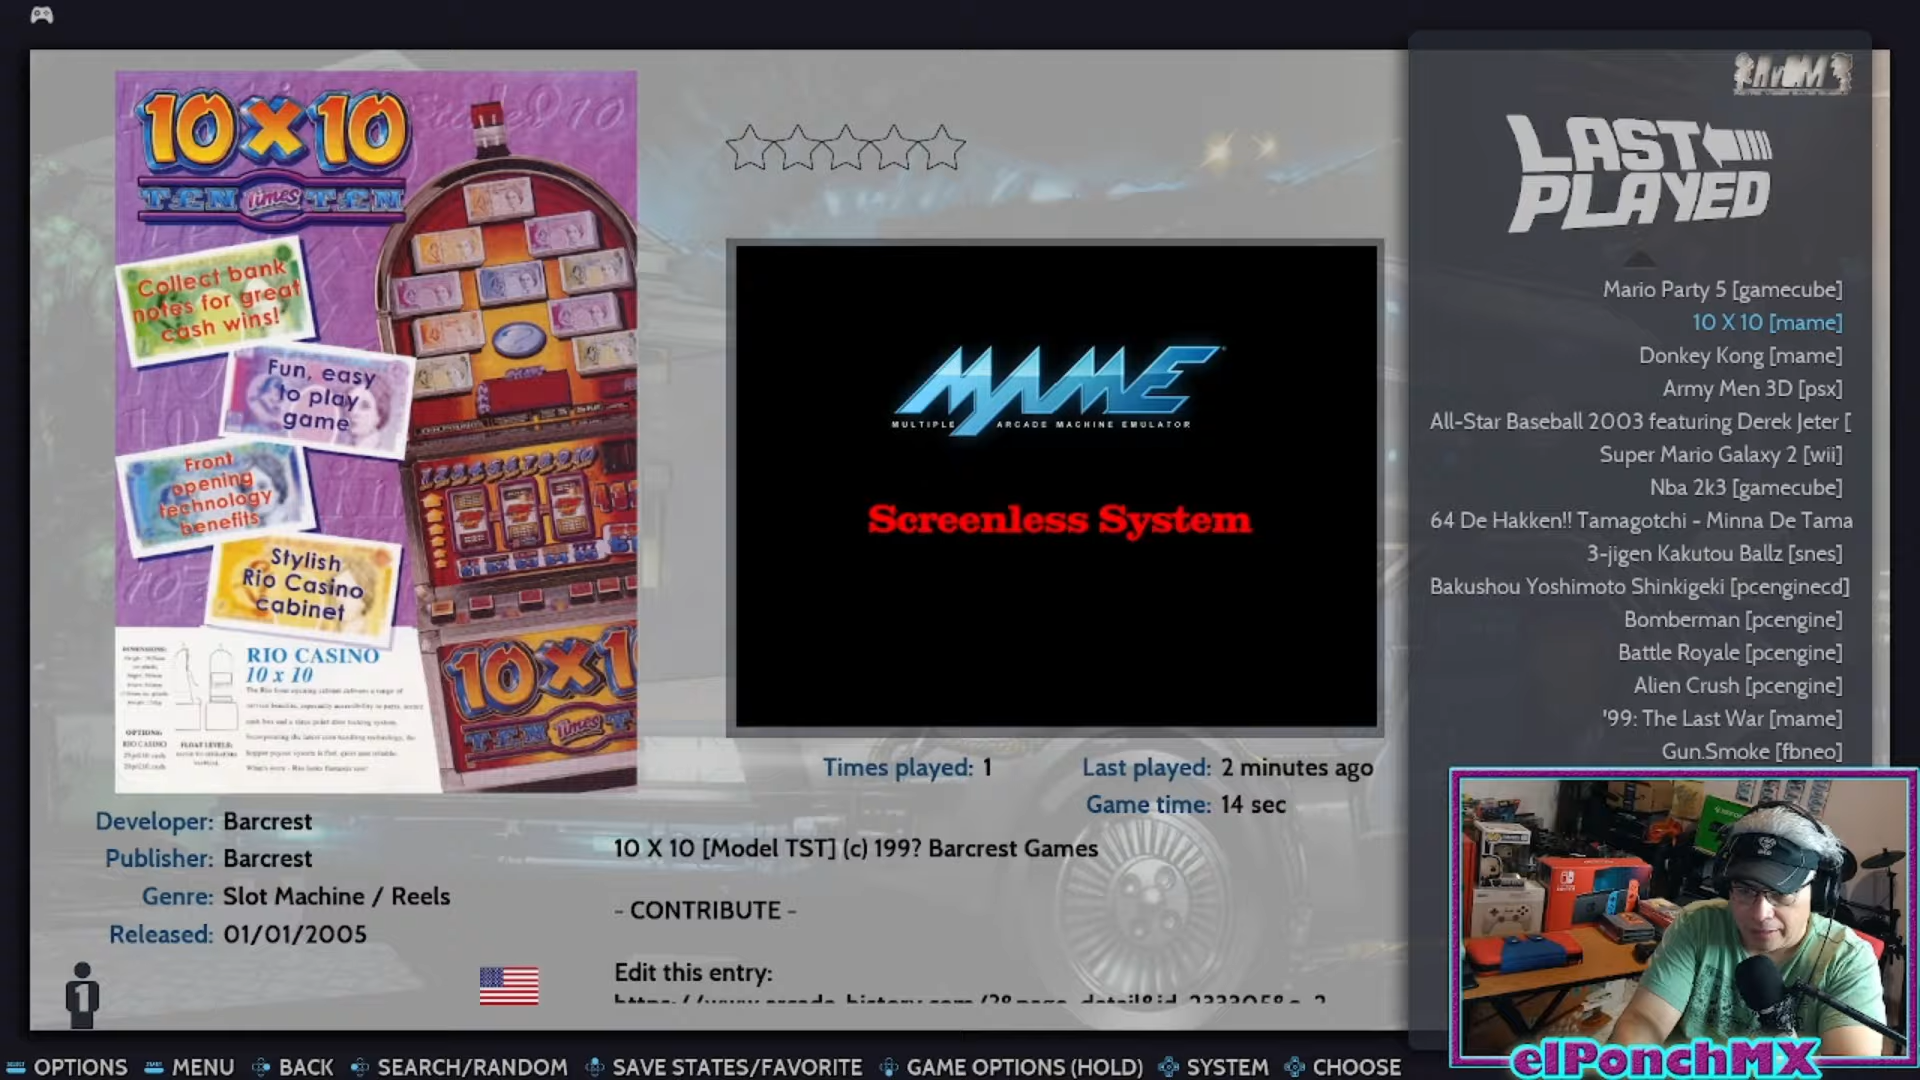 10 X 10
TEN Times TEN
Collect bank
notes for great
cash wins!
Fun, easy
to play
game
Front
opening
technology
benefits
Stylish
Rio Casino
cabinet
RIO CASINO
10 x 10
10X1
TEN Times T
MAME
MULTIPLE ARCADE MACHINE EMULATOR
Screenless System
Times played: 1
Last played: 2 minutes ago
Game time: 14 sec
Developer: Barcrest
Publisher: Barcrest
Genre: Slot Machine / Reels
Released: 01/01/2005
1
10 X 10 [Model TST] (c) 199? Barcrest Games
- CONTRIBUTE -
Edit this entry:
LAST
PLAYED
Mario Party 5 [gamecube]
10 X 10 [mame]
Donkey Kong [mame]
Army Men 3D [psx]
All-Star Baseball 2003 featuring Derek Jeter [
Super Mario Galaxy 2 [wii]
Nba 2k3 [gamecube]
64 De Hakken!! Tamagotchi - Minna De Tama
3-jigen Kakutou Ballz [snes]
Bakushou Yoshimoto Shinkigeki [pcenginecd]
Bomberman [pcengine]
Battle Royale [pcengine]
Alien Crush [pcengine]
'99: The Last War [mame]
Gun.Smoke [fbneo]
elPonchMX
OPTIONS MENU BACK SEARCH/RANDOM SAVE STATES/FAVORITE GAME OPTIONS (HOLD) SYSTEM CHOOSE